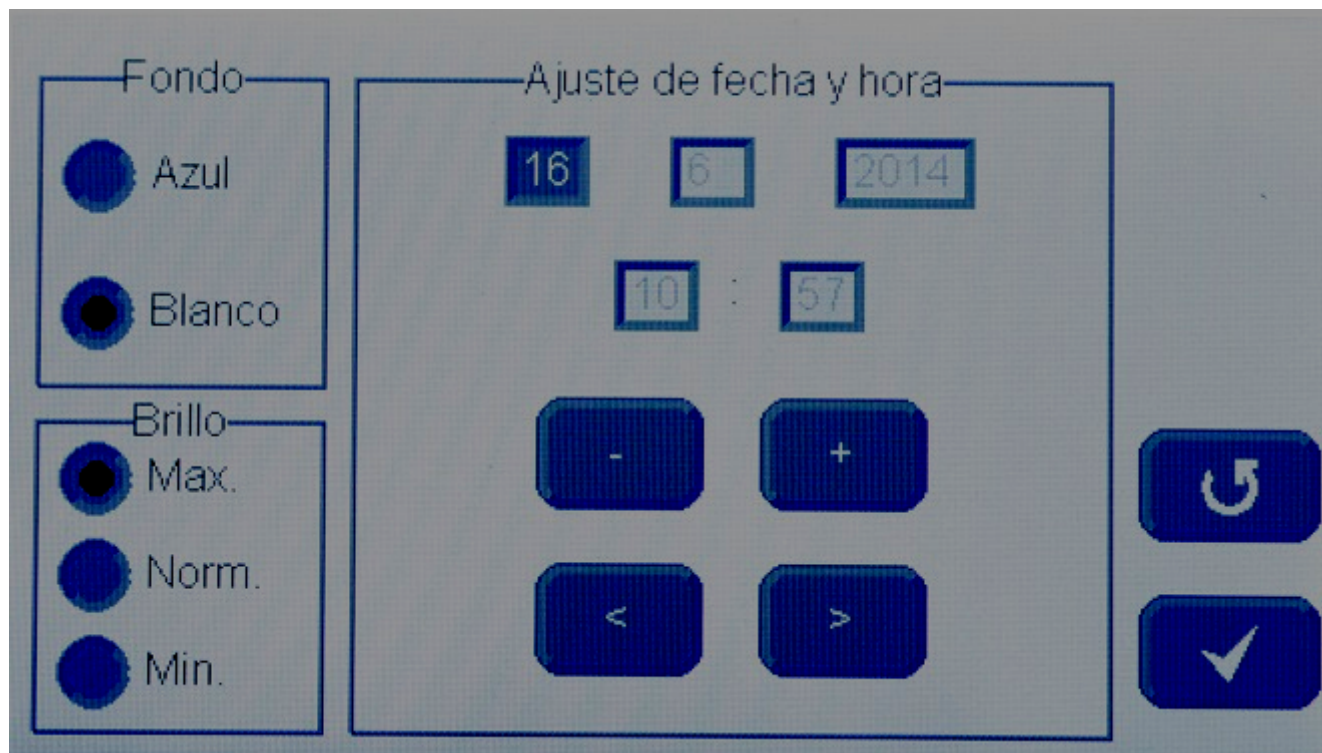 Fondo
Azul
Blanco
Brillo
Max.
Norm.
Min.
Ajuste de fecha y hora
16 6 2014
10 : 57
- +
< >